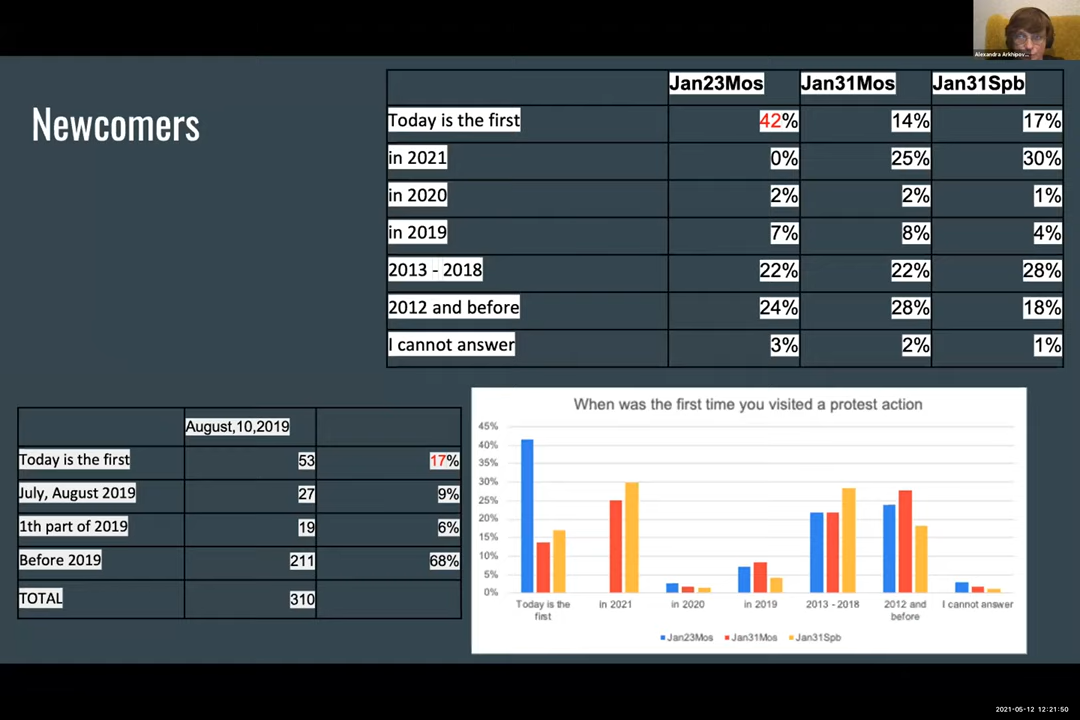 Alexandra Arkhipov...
Newcomers
Jan23Mos Jan31Mos Jan31Spb
Today is the first 42% 14% 17%
in 2021 0% 25% 30%
in 2020 2% 2% 1%
in 2019 7% 8% 4%
2013 - 2018 22% 22% 28%
2012 and before 24% 28% 18%
I cannot answer 3% 2% 1%
August,10,2019
Today is the first 53 17%
July, August 2019 27 9%
1th part of 2019 19 6%
Before 2019 211 68%
TOTAL 310
When was the first time you visited a protest action
45%
40%
35%
30%
25%
20%
15%
10%
5%
0%
Today is the first in 2021 in 2020 in 2019 2013 - 2018 2012 and before I cannot answer
Jan23Mos Jan31Mos Jan31Spb
2021-05-12 12:21:50